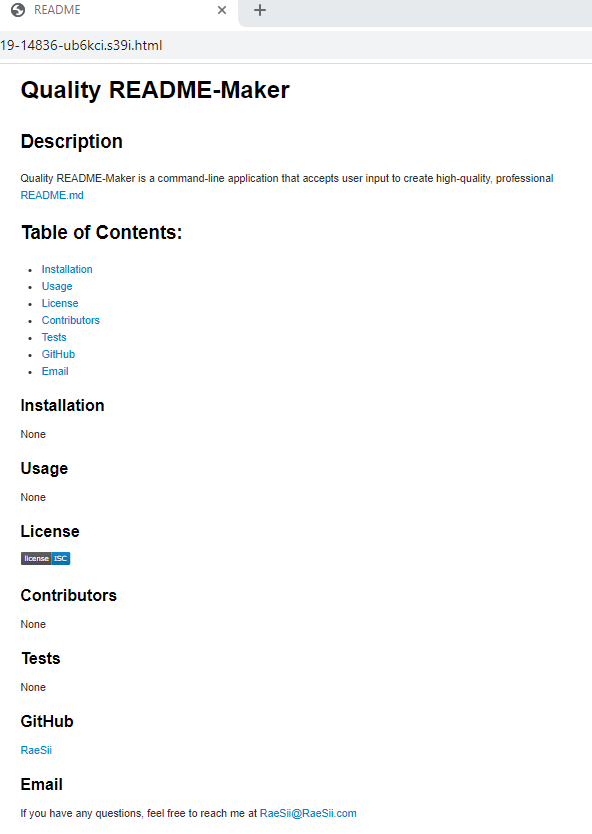 README
19-14836-ub6kci.s39i.html
Quality README-Maker
Description
Quality README-Maker is a command-line application that accepts user input to create high-quality, professional
README.md
Table of Contents:
Installation
Usage
License
Contributors
Tests
GitHub
Email
Installation
None
Usage
None
License
license ISC
Contributors
None
Tests
None
GitHub
RaeSii
Email
If you have any questions, feel free to reach me at RaeSii@RaeSii.com